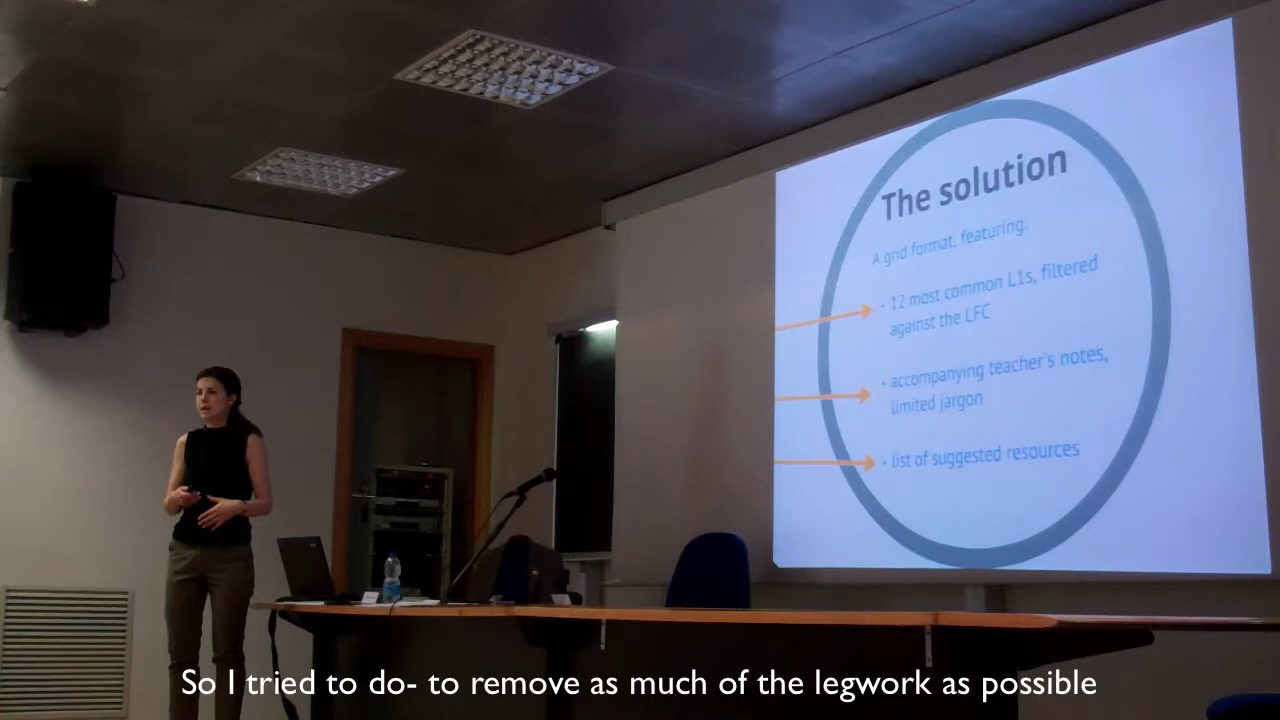 The solution
A grid format, featuring:
• 12 most common L1s, filtered
against the LFC
• accompanying teacher's notes,
limited jargon
• list of suggested resources
So I tried to do- to remove as much of the legwork as possible